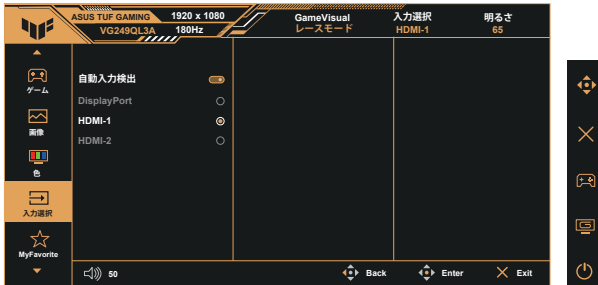 ASUS TUF GAMING 1920 x 1080 GameVisual 入力選択 明るさ
VG249QL3A 180Hz レースモード HDMI-1 65
ゲーム
画像
色
入力選択
MyFavorite
自動入力検出
DisplayPort
HDMI-1
HDMI-2
50 Back Enter Exit